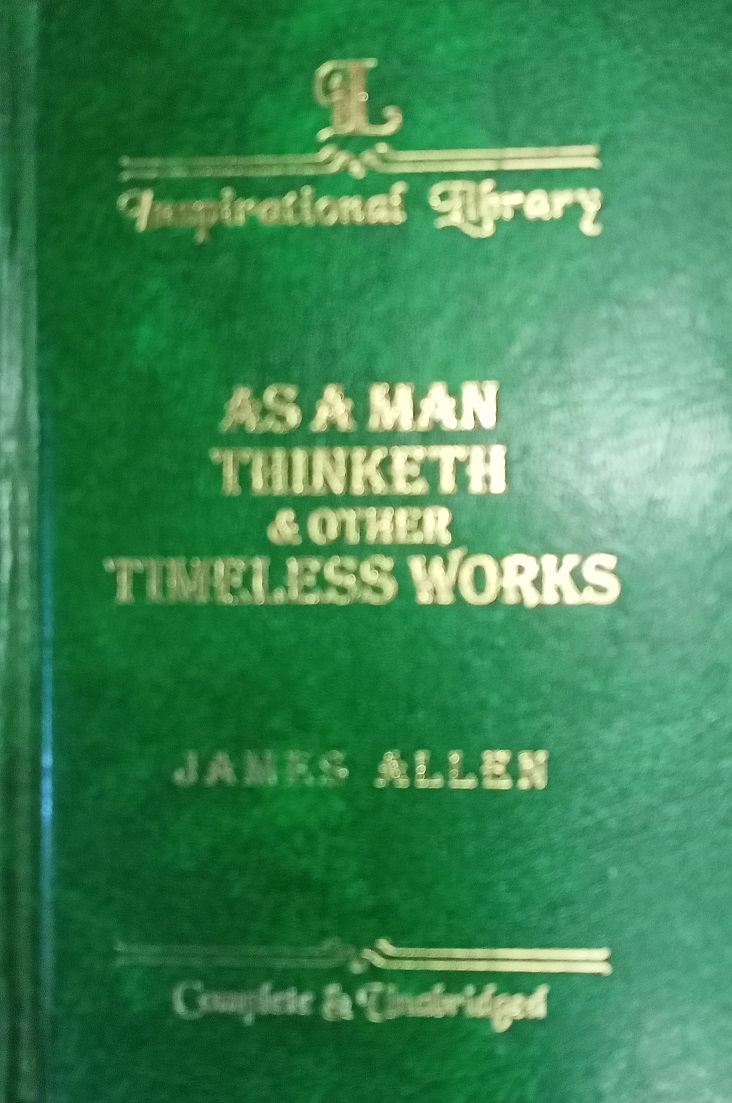 IL
Inspirational Library
AS A MAN
THINKETH
& OTHER
TIMELESS WORKS
JAMES ALLEN
Complete & Unabridged